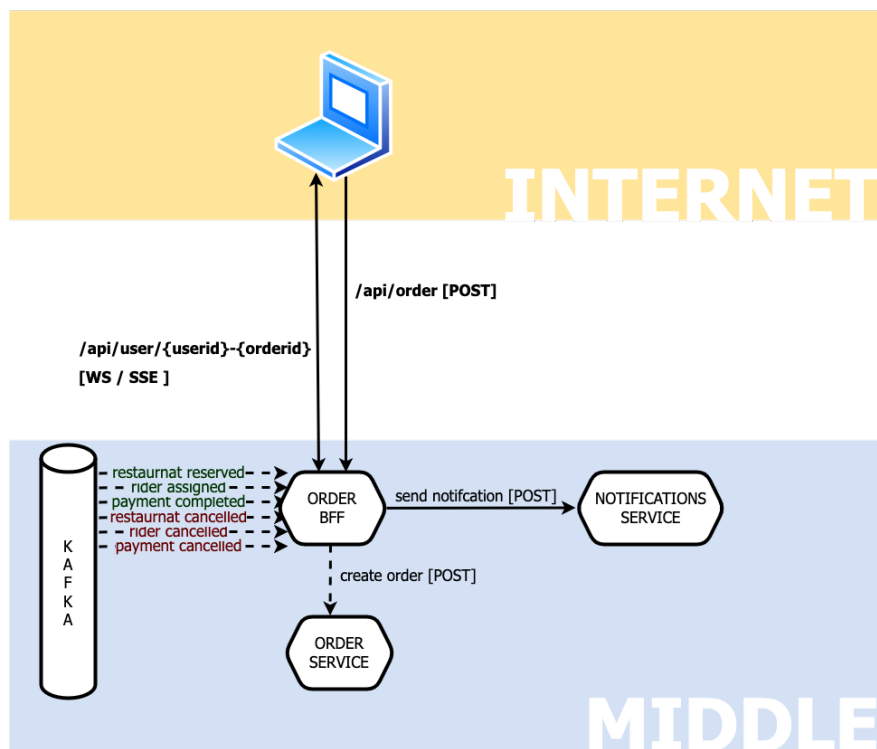 INTERNET
/api/order [POST]
/api/user/{userid}-{orderid}
[WS / SSE ]
restaurnat reserved
rider assigned
payment completed
restaurnat cancelled
rider cancelled
payment cancelled
K
A
F
K
A
ORDER
BFF
send notifcation [POST]
NOTIFICATIONS
SERVICE
create order [POST]
ORDER
SERVICE
MIDDLE